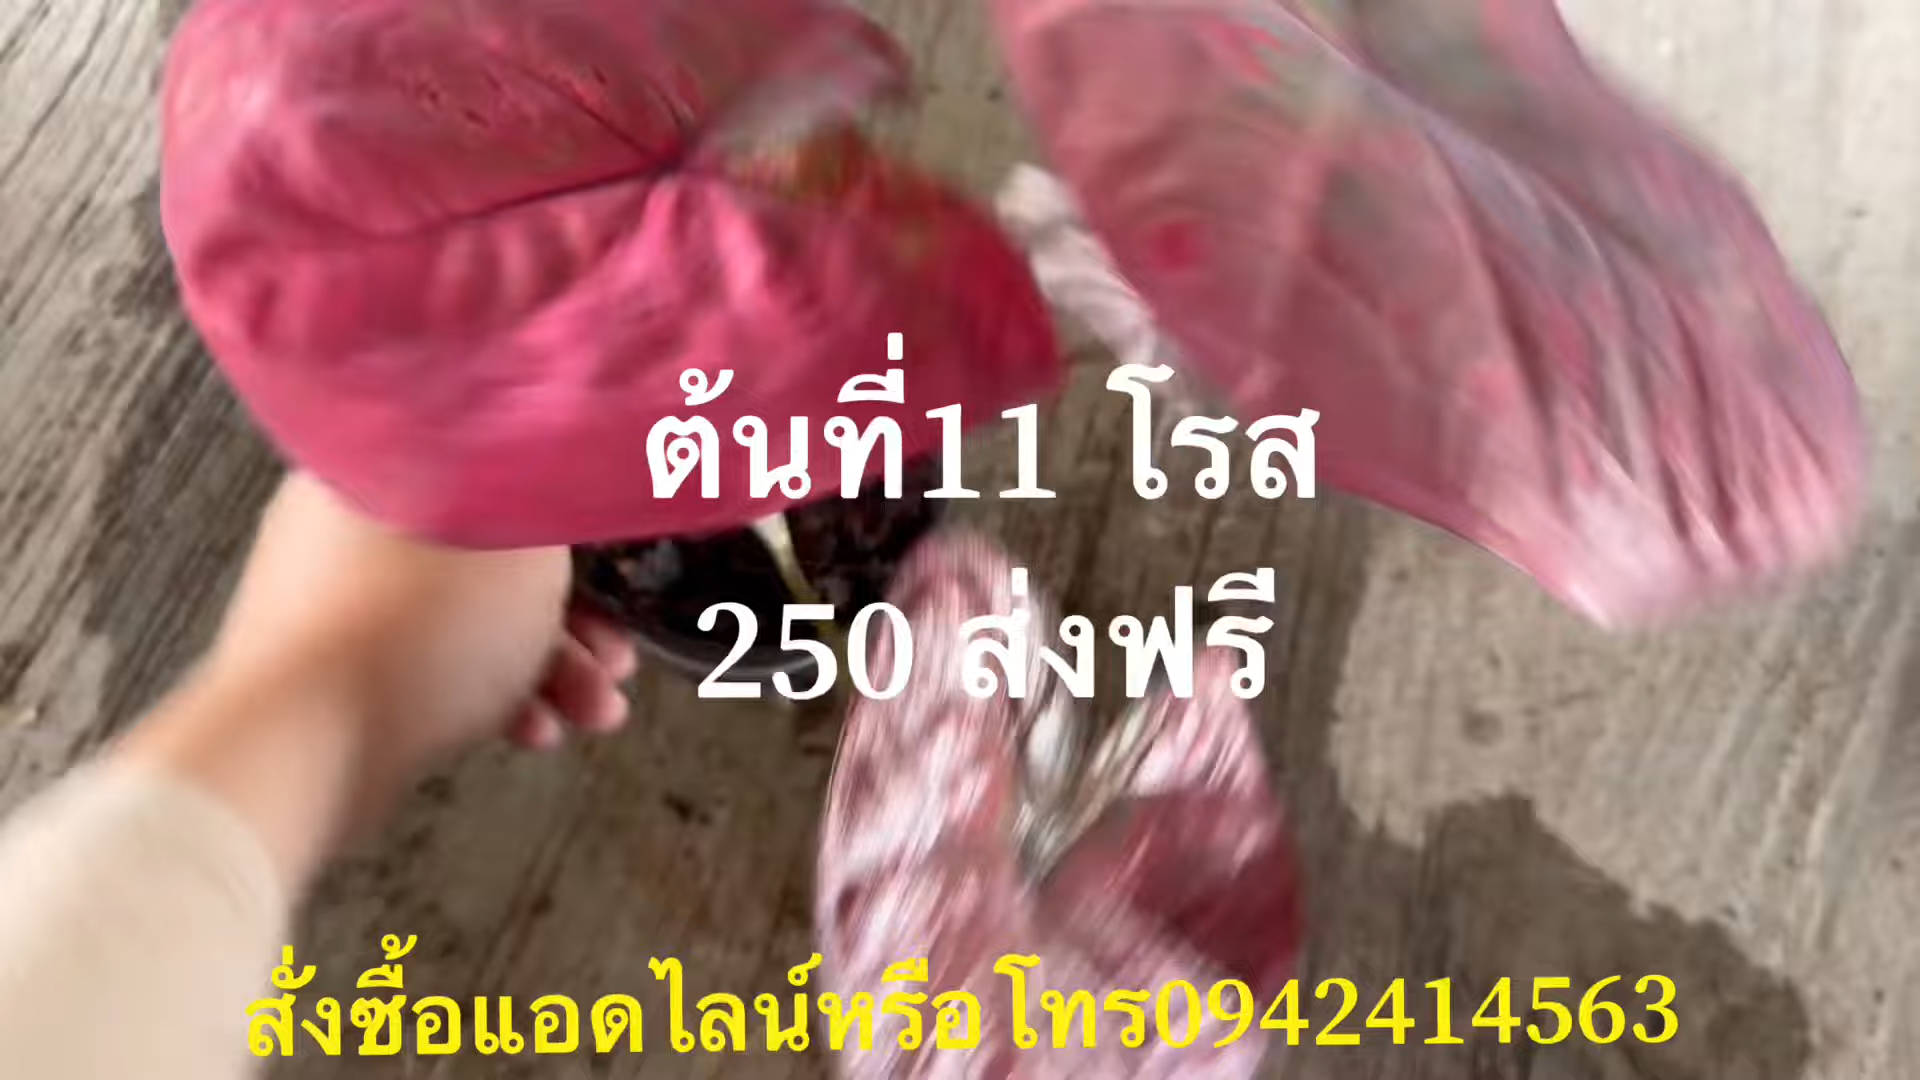 ต้นที่11 โรส
250 ส่งฟรี
สั่งซื้อแอดไลน์หรือโทร0942414563